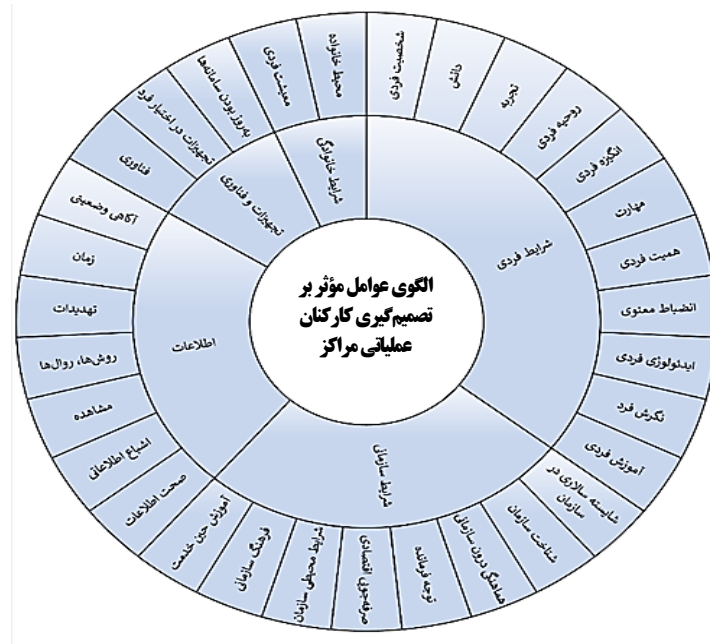 الگوی عوامل مؤثر بر
تصمیم‌گیری کارکنان
عملیاتی مراکز
شرایط فردی
شرایط سازمانی
اطلاعات
تجهیزات و فناوری
شرایط خانوادگی
شخصیت فردی
دانش
تجربه
روحیه فردی
انگیزه فردی
مهارت
همیت فردی
انضباط معنوی
ایدئولوژی فردی
نگرش فرد
آموزش فردی
شایسته سالاری در
سازمان
شناخت سازمان
هماهنگی درون سازمانی
توجه فرمانده
صرفه‌جویی اقتصادی
شرایط محیطی سازمان
فرهنگ سازمانی
آموزش حین خدمت
صحت اطلاعات
اشباع اطلاعاتی
مشاهده
روش‌ها، روال‌ها
تهدیدات
زمان
آگاهی وضعیتی
فناوری
تجهیزات در اختیار فرد
به‌روز بودن سامانه‌ها
معیشت فردی
محیط خانواده